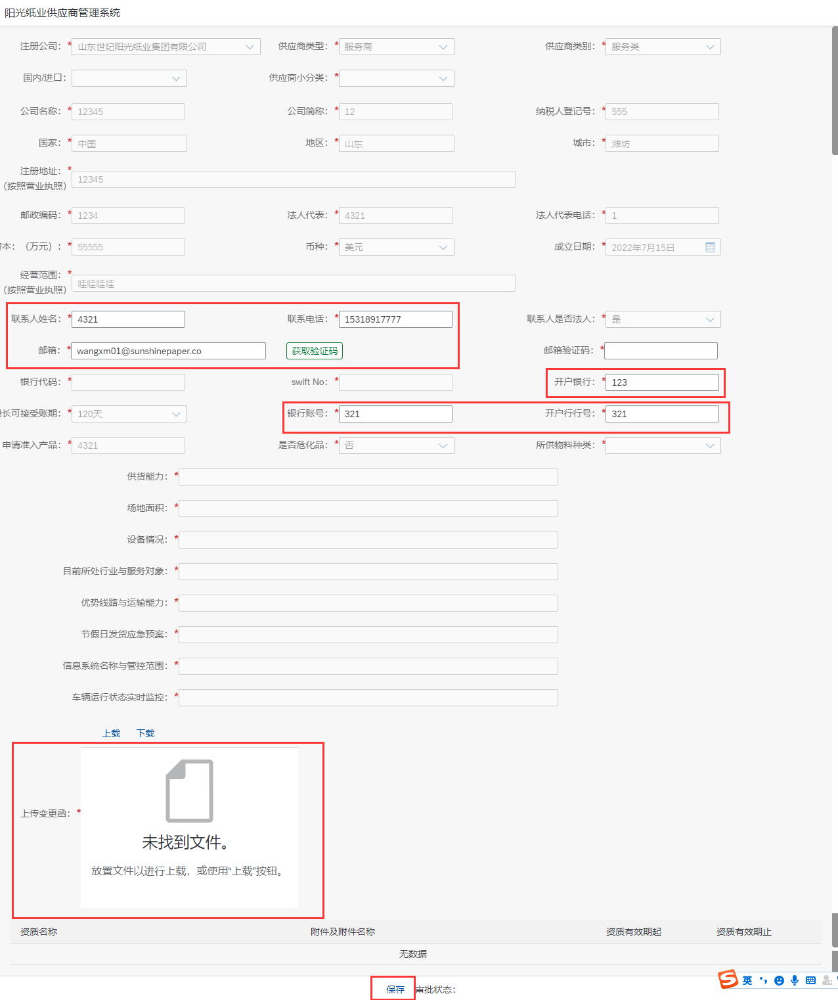 阳光纸业供应商管理系统
注册公司：*山东世纪阳光纸业集团有限公司 供应商类型：*服务商 供应商类别：*服务类
国内/进口： 供应商小分类：*
公司名称：*12345 公司简称：*12 纳税人登记号：*555
国家：*中国 地区：*山东 城市：*潍坊
注册地址：*
（按照营业执照） 12345
邮政编码：*1234 法人代表：*4321 法人代表电话：*1
本：（万元）：*55555 币种：*美元 成立日期：*2022年7月15日
经营范围：*
（按照营业执照） 哇哇哇哇
联系人姓名：*4321 联系电话：*15318917777 联系人是否法人：*是
邮箱：*wangxm01@sunshinepaper.co 获取验证码 邮箱验证码：*
银行代码：* swift No：* 开户银行：*123
长可接受账期：*120天 银行账号：*321 开户行行号：*321
申请准入产品：*4321 是否危化品：*否 所供物料种类：*
供货能力：*
场地面积：*
设备情况：*
目前所处行业与服务对象：*
优势线路与运输能力：*
节假日发货应急预案：*
信息系统名称与管控范围：*
车辆运行状态实时监控：*
上载 下载
上传变更函：*
未找到文件。
放置文件以进行上载，或使用“上载”按钮。
资质名称 附件及附件名称 资质有效期起 资质有效期止
无数据
保存 审批状态：
S 英